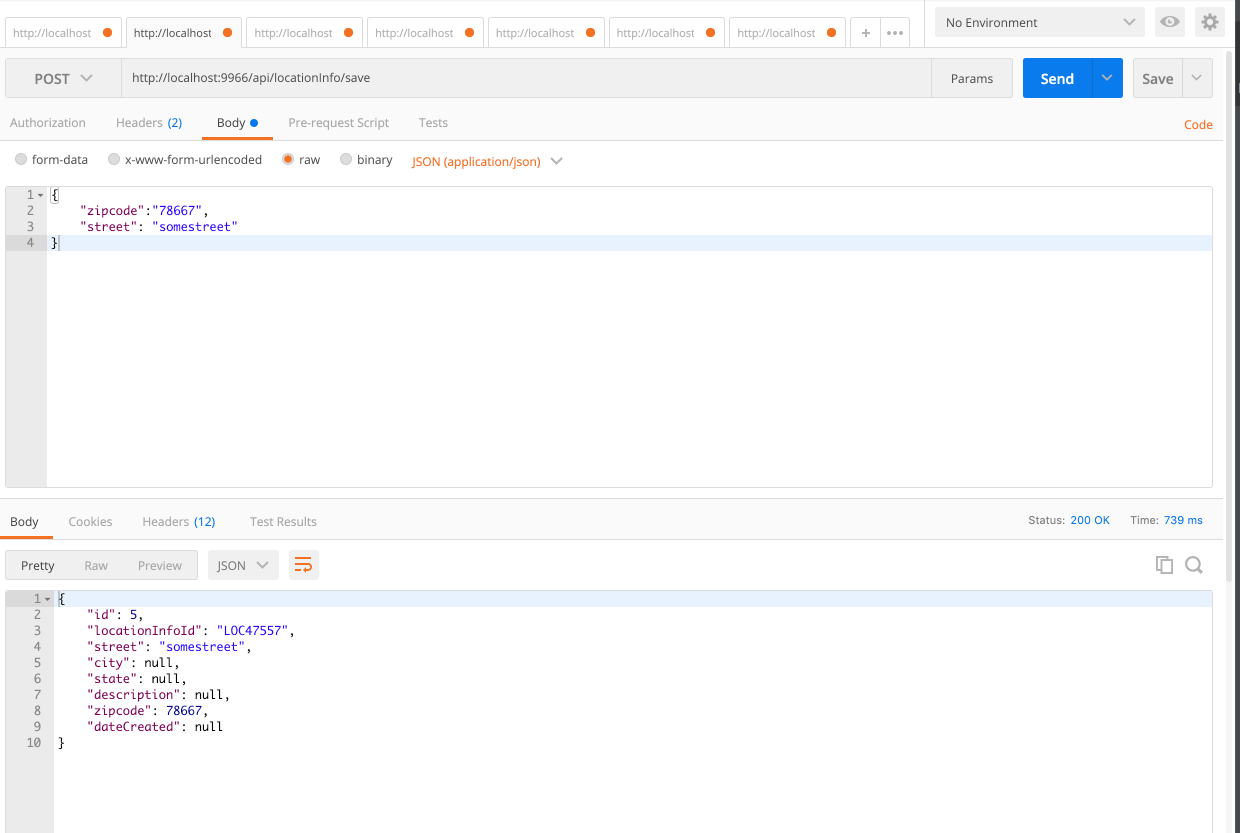 http://localhost http://localhost http://localhost http://localhost http://localhost http://localhost http://localhost + ••• No Environment
POST http://localhost:9966/api/locationInfo/save Params Send Save
Authorization Headers (2) Body Pre-request Script Tests Code
form-data x-www-form-urlencoded raw binary JSON (application/json)
1 {
2 "zipcode":"78667",
3 "street": "somestreet"
4 }
Body Cookies Headers (12) Test Results Status: 200 OK Time: 739 ms
Pretty Raw Preview JSON
1 {
2 "id": 5,
3 "locationInfoId": "LOC47557",
4 "street": "somestreet",
5 "city": null,
6 "state": null,
7 "description": null,
8 "zipcode": 78667,
9 "dateCreated": null
10 }